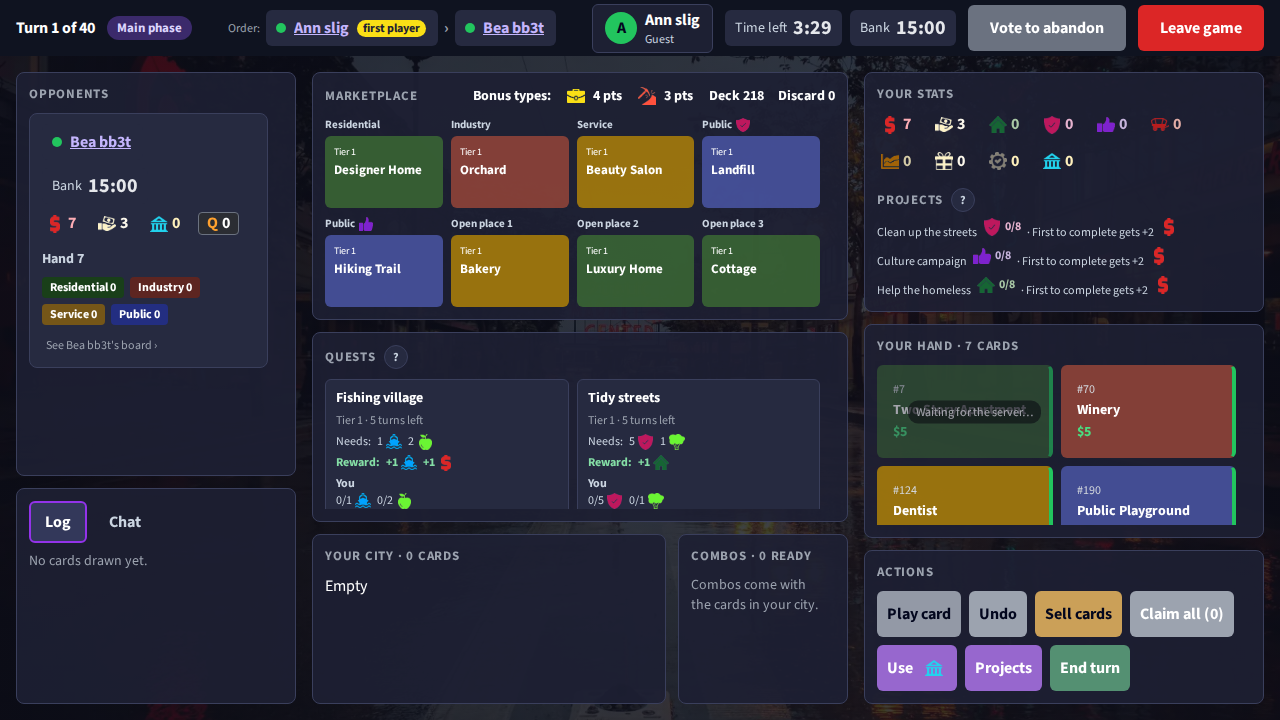 Turn 1 of 40 Main phase Order: Ann slig first player › Bea bb3t A Ann slig Guest Time left 3:29 Bank 15:00 Vote to abandon Leave game
OPPONENTS
Bea bb3t
Bank 15:00
7 3 0 Q 0
Hand 7
Residential 0 Industry 0
Service 0 Public 0
See Bea bb3t's board ›
Log Chat
No cards drawn yet.
MARKETPLACE Bonus types: 4 pts 3 pts Deck 218 Discard 0
Residential Industry Service Public
Tier 1 Tier 1 Tier 1 Tier 1
Designer Home Orchard Beauty Salon Landfill
Public Open place 1 Open place 2 Open place 3
Tier 1 Tier 1 Tier 1 Tier 1
Hiking Trail Bakery Luxury Home Cottage
QUESTS ?
Fishing village Tidy streets
Tier 1 · 5 turns left Tier 1 · 5 turns left
Needs: 1 2 Needs: 5 1
Reward: +1 +1 $ Reward: +1
You You
0/1 0/2 0/5 0/1
YOUR CITY · 0 CARDS
Empty
COMBOS · 0 READY
Combos come with
the cards in your city.
YOUR STATS
$ 7 3 0 0 0 0
0 0 0 0
PROJECTS ?
Clean up the streets 0/8 · First to complete gets +2 $
Culture campaign 0/8 · First to complete gets +2 $
Help the homeless 0/8 · First to complete gets +2 $
YOUR HAND · 7 CARDS
#7 #70
Waiting for the server… Winery
$5 $5
#124 #190
Dentist Public Playground
ACTIONS
Play card Undo Sell cards Claim all (0)
Use Projects End turn